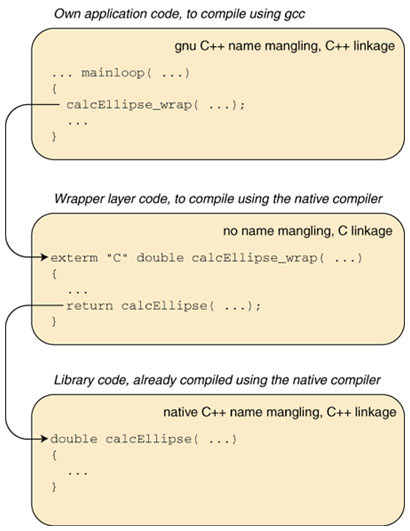 Own application code, to compile using gcc
gnu C++ name mangling, C++ linkage
... mainloop( ...)
{
calcEllipse_wrap( ...);
...
}
Wrapper layer code, to compile using the native compiler
no name mangling, C linkage
exterm "C" double calcEllipse_wrap( ...)
{
...
return calcEllipse( ...);
}
Library code, already compiled using the native compiler
native C++ name mangling, C++ linkage
double calcEllipse( ...)
{
...
}